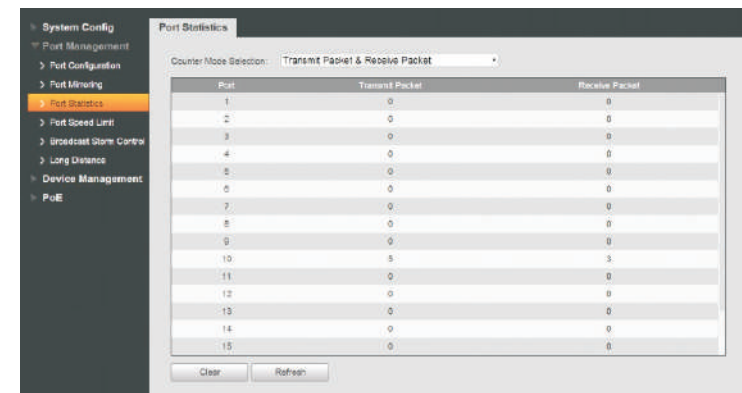 System Config
Port Management
Port Configuration
Port Mirroring
Port Statistics
Port Speed Limit
Broadcast Storm Control
Long Distance
Device Management
PoE
Port Statistics
Counter Mode Selection: Transmit Packet & Receive Packet
Port Transmit Packet Receive Packet
1 0 0
2 0 0
3 0 0
4 0 0
5 0 0
6 0 0
7 0 0
8 0 0
9 0 0
10 5 3
11 0 0
12 0 0
13 0 0
14 0 0
15 0 0
Clear Refresh